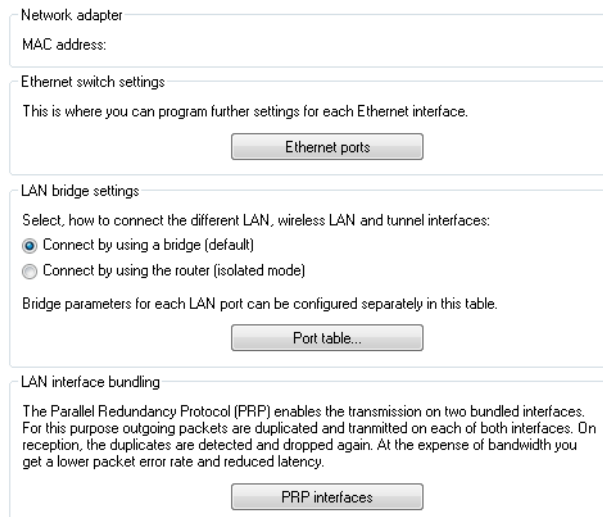 Network adapter
MAC address:
Ethernet switch settings
This is where you can program further settings for each Ethernet interface.
Ethernet ports
LAN bridge settings
Select, how to connect the different LAN, wireless LAN and tunnel interfaces:
Connect by using a bridge (default)
Connect by using the router (isolated mode)
Bridge parameters for each LAN port can be configured separately in this table.
Port table...
LAN interface bundling
The Parallel Redundancy Protocol (PRP) enables the transmission on two bundled interfaces.
For this purpose outgoing packets are duplicated and tranmitted on each of both interfaces. On
reception, the duplicates are detected and dropped again. At the expense of bandwidth you
get a lower packet error rate and reduced latency.
PRP interfaces